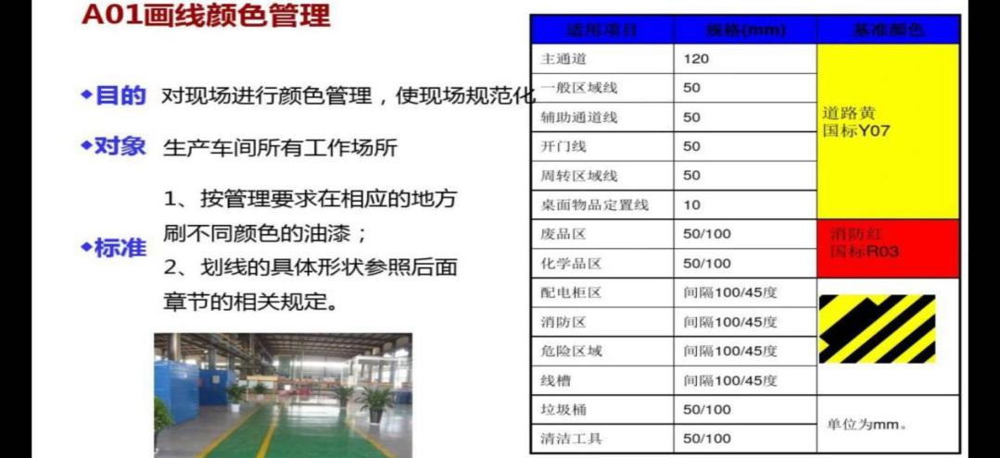 A01画线颜色管理
◆目的 对现场进行颜色管理，使现场规范化
◆对象 生产车间所有工作场所
◆标准
1、按管理要求在相应的地方
刷不同颜色的油漆；
2、划线的具体形状参照后面
章节的相关规定。
适用项目 规格(mm) 基准颜色
主通道 120
一般区域线 50
辅助通道线 50
开门线 50
周转区域线 50
桌面物品定置线 10
道路黄
国标Y07
废品区 50/100
化学品区 50/100
消防红
国标R03
配电柜区 间隔100/45度
消防区 间隔100/45度
危险区域 间隔100/45度
线槽 间隔100/45度
垃圾桶 50/100
清洁工具 50/100
单位为mm。